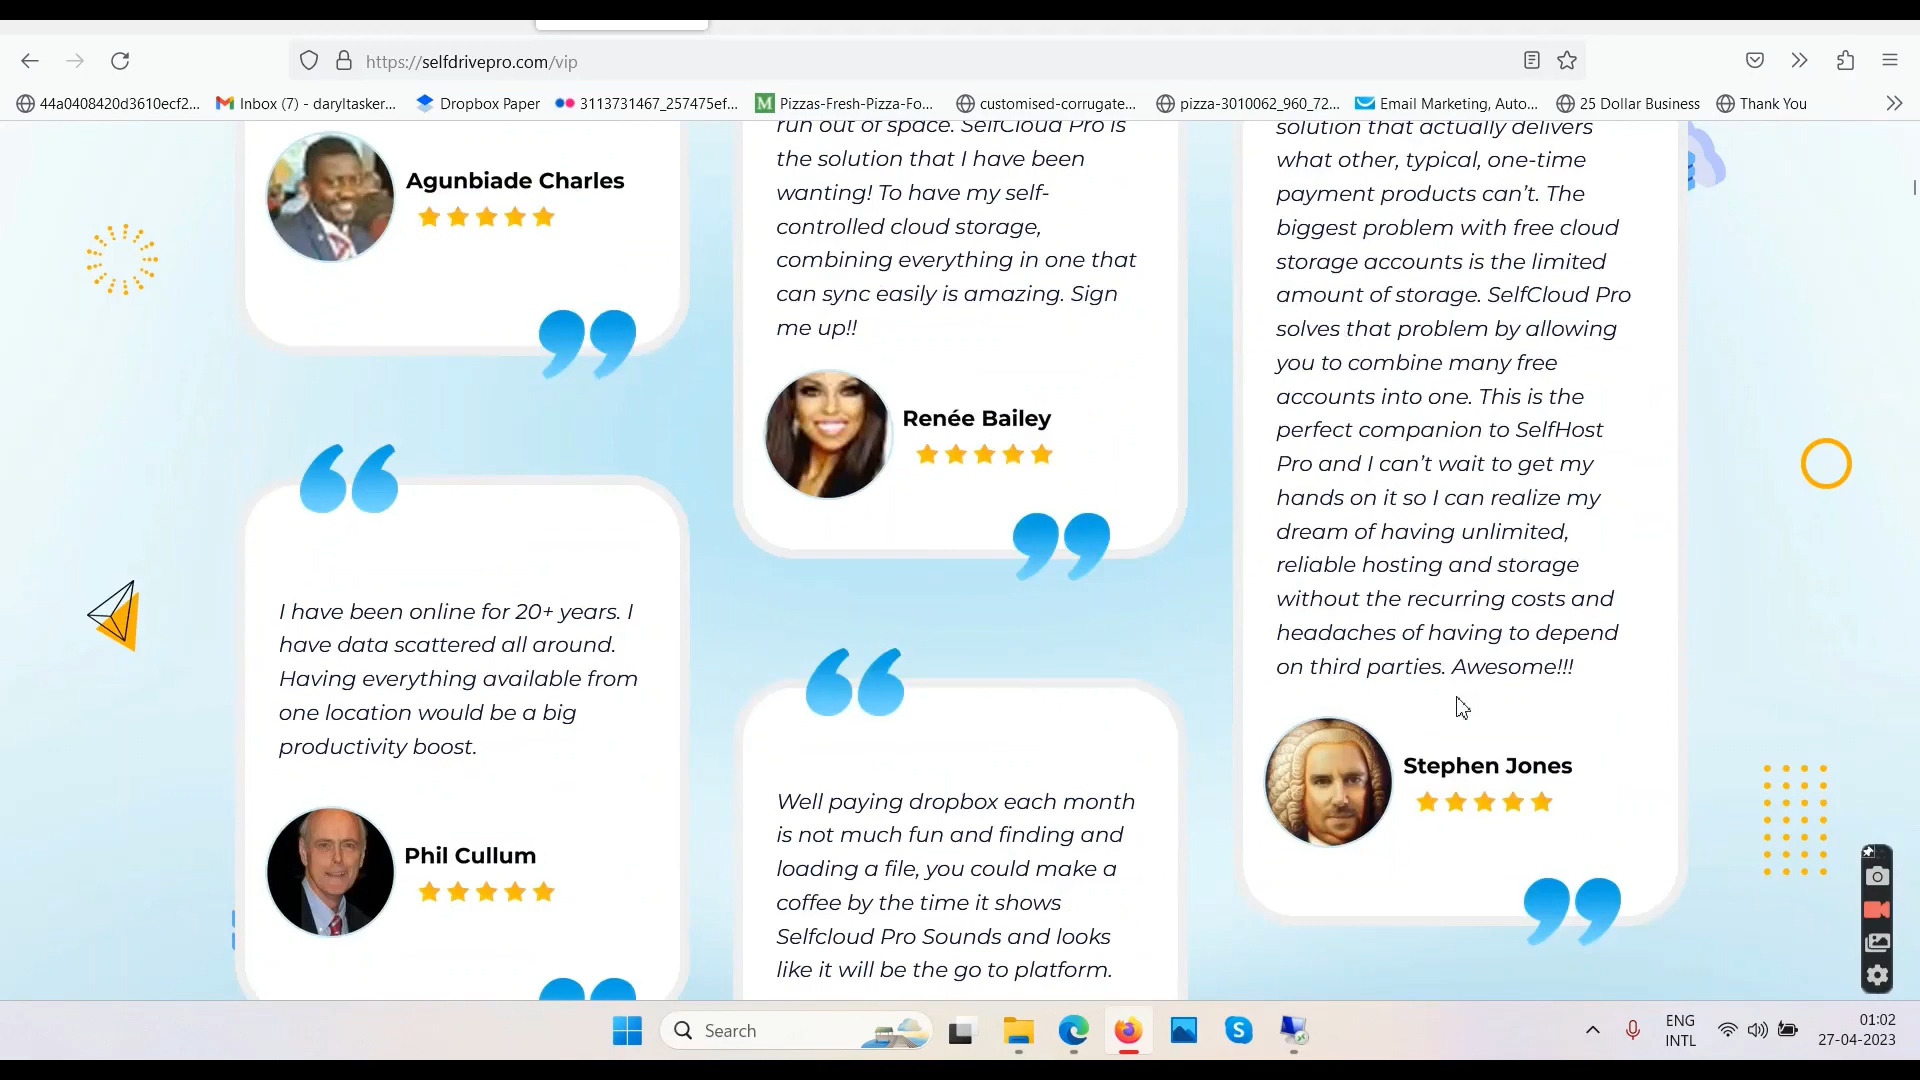 https://selfdrivepro.com/vip
44a0408420d3610ecf2...
Inbox (7) - daryltasker...
Dropbox Paper
3113731467_257475ef...
M
Pizzas-Fresh-Pizza-Fo...
customised-corrugate...
pizza-3010062_960_72...
Email Marketing, Auto...
25 Dollar Business
Thank You
Agunbiade Charles
“
I have been online for 20+ years. I
have data scattered all around.
Having everything available from
one location would be a big
productivity boost.
Phil Cullum
”
run out of space. SelfCloud Pro is
the solution that I have been
wanting! To have my self-
controlled cloud storage,
combining everything in one that
can sync easily is amazing. Sign
me up!!
Renée Bailey
”
“
Well paying dropbox each month
is not much fun and finding and
loading a file, you could make a
coffee by the time it shows
Selfcloud Pro Sounds and looks
like it will be the go to platform.
solution that actually delivers
what other, typical, one-time
payment products can’t. The
biggest problem with free cloud
storage accounts is the limited
amount of storage. SelfCloud Pro
solves that problem by allowing
you to combine many free
accounts into one. This is the
perfect companion to SelfHost
Pro and I can’t wait to get my
hands on it so I can realize my
dream of having unlimited,
reliable hosting and storage
without the recurring costs and
headaches of having to depend
on third parties. Awesome!!!
Stephen Jones
”
Search
S
ENG
INTL
01:02
27-04-2023